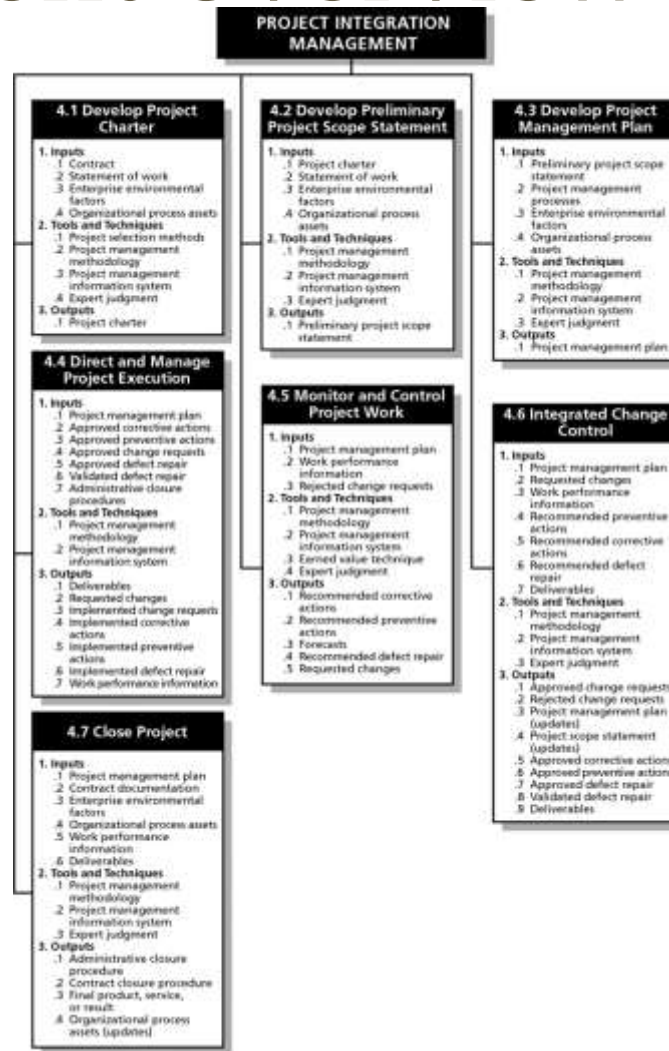 PROJECT INTEGRATION
MANAGEMENT
4.1 Develop Project
Charter
1. Inputs
.1 Contract
.2 Statement of work
.3 Enterprise environmental
factors
.4 Organizational process assets
2. Tools and Techniques
.1 Project selection methods
.2 Project management
methodology
.3 Project management
information system
.4 Expert judgment
3. Outputs
.1 Project charter
4.2 Develop Preliminary
Project Scope Statement
1. Inputs
.1 Project charter
.2 Statement of work
.3 Enterprise environmental
factors
.4 Organizational process
assets
2. Tools and Techniques
.1 Project management
methodology
.2 Project management
information system
.3 Expert judgment
3. Outputs
.1 Preliminary project scope
statement
4.3 Develop Project
Management Plan
1. Inputs
.1 Preliminary project scope
statement
.2 Project management
processes
.3 Enterprise environmental
factors
.4 Organizational process
assets
2. Tools and Techniques
.1 Project management
methodology
.2 Project management
information system
.3 Expert judgment
3. Outputs
.1 Project management plan
4.4 Direct and Manage
Project Execution
1. Inputs
.1 Project management plan
.2 Approved corrective actions
.3 Approved preventive actions
.4 Approved change requests
.5 Approved defect repair
.6 Validated defect repair
.7 Administrative closure
procedures
2. Tools and Techniques
.1 Project management
methodology
.2 Project management
information system
3. Outputs
.1 Deliverables
.2 Requested changes
.3 Implemented change requests
.4 Implemented corrective
actions
.5 Implemented preventive
actions
.6 Implemented defect repair
.7 Work performance information
4.5 Monitor and Control
Project Work
1. Inputs
.1 Project management plan
.2 Work performance
information
.3 Rejected change requests
2. Tools and Techniques
.1 Project management
methodology
.2 Project management
information system
.3 Earned value technique
.4 Expert judgment
3. Outputs
.1 Recommended corrective
actions
.2 Recommended preventive
actions
.3 Forecasts
.4 Recommended defect repair
.5 Requested changes
4.6 Integrated Change
Control
1. Inputs
.1 Project management plan
.2 Requested changes
.3 Work performance
information
.4 Recommended preventive
actions
.5 Recommended corrective
actions
.6 Recommended defect
repair
.7 Deliverables
2. Tools and Techniques
.1 Project management
methodology
.2 Project management
information system
.3 Expert judgment
3. Outputs
.1 Approved change requests
.2 Rejected change requests
.3 Project management plan
(updates)
.4 Project scope statement
(updates)
.5 Approved corrective action
.6 Approved preventive action
.7 Approved defect repair
.8 Validated defect repair
.9 Deliverables
4.7 Close Project
1. Inputs
.1 Project management plan
.2 Contract documentation
.3 Enterprise environmental
factors
.4 Organizational process assets
.5 Work performance
information
.6 Deliverables
2. Tools and Techniques
.1 Project management
methodology
.2 Project management
information system
.3 Expert judgment
3. Outputs
.1 Administrative closure
procedure
.2 Contract closure procedure
.3 Final product, service,
or result
.4 Organizational process
assets (updates)